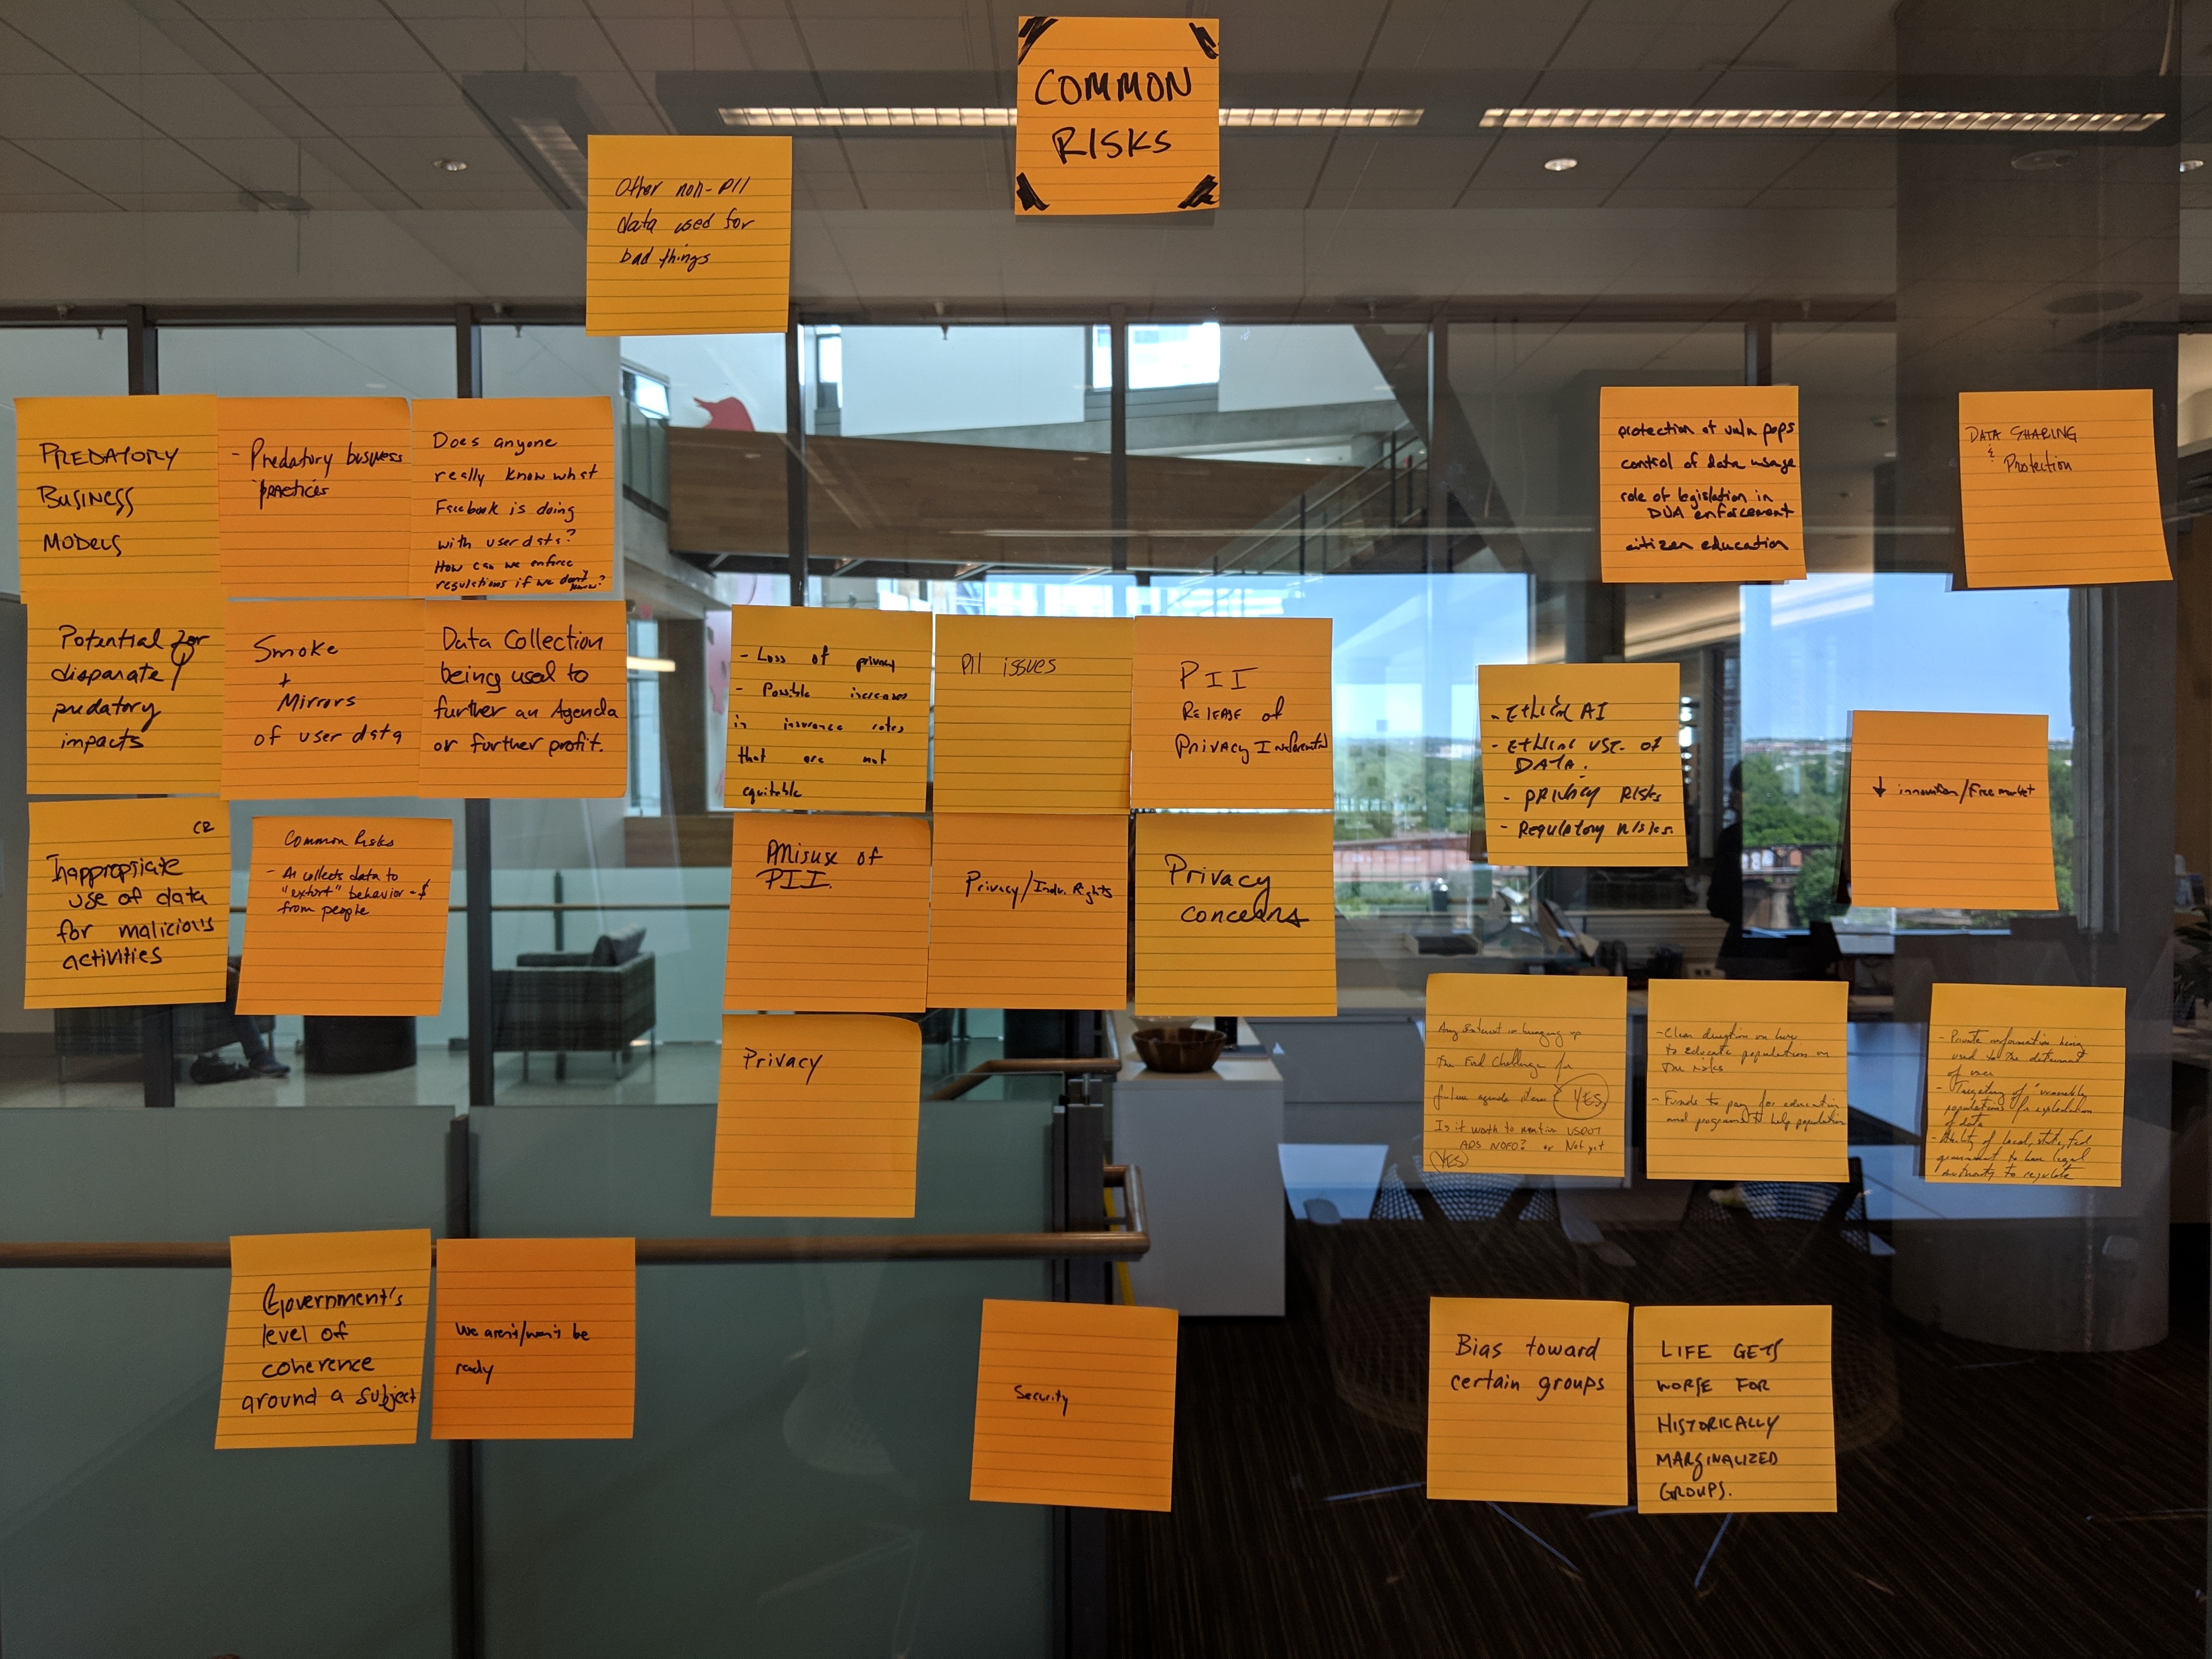 COMMON
RISKS
Other non-PII
data used for
bad things
PREDATORY
BUSINESS
MODELS
- Predatory business
practices
Does anyone
really know what
Facebook is doing
with user data?
How can we enforce
regulations if we don't know?
protection of vuln pops
control of data usage
role of legislation in
DUA enforcement
citizen education
DATA SHARING
&
Protection
Potential for
disparate/
predatory
impacts
Smoke
+
Mirrors
of user data
Data Collection
being used to
further an Agenda
or further profit.
- Loss of privacy
- Possible increases
in insurance rates
that are not
equitable
PII issues
PII
Release of
Privacy
- Ethical AI
- Ethical use of
DATA.
- privacy risks
- Regulatory risks.
↓ innovation/free market
CR
Inappropriate
use of data
for malicious
activities
Common Risks
- AI collects data to
"extort" behavior + $
from people
Misuse of
PII.
Privacy/Indv. Rights
Privacy
concerns
Privacy
Any interest in bringing up
the Ford Challenge for
future agenda item? YES
Is it worth to mention USDOT
ADS NOFO? or Not yet
YES
- Clear direction on how
to educate population on
the risks
- Funds to pay for education
and programs to help population
- Private information being
used to the detriment
of user
- Targeting of "vulnerable
populations" for exploitation
of data
- Ability of local, state, fed
government to have legal
authority to regulate
Government's
level of
coherence
around a subject
We aren't/won't be
ready
Security
Bias toward
certain groups
LIFE GETS
WORSE FOR
HISTORICALLY
MARGINALIZED
GROUPS.